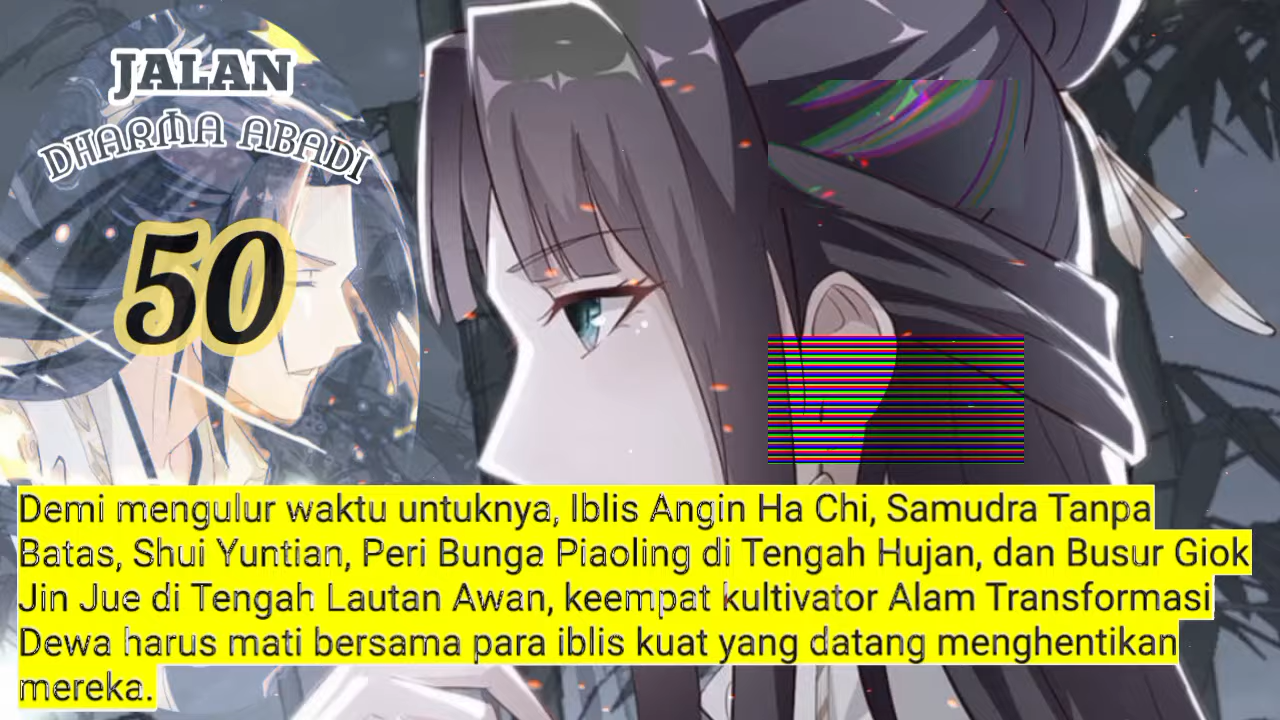 JALAN
DHARMA ABADI
50
Demi mengulur waktu untuknya, Iblis Angin Ha Chi, Samudra Tanpa
Batas, Shui Yuntian, Peri Bunga Piaoling di Tengah Hujan, dan Busur Giok
Jin Jue di Tengah Lautan Awan, keempat kultivator Alam Transformasi
Dewa harus mati bersama para iblis kuat yang datang menghentikan
mereka.